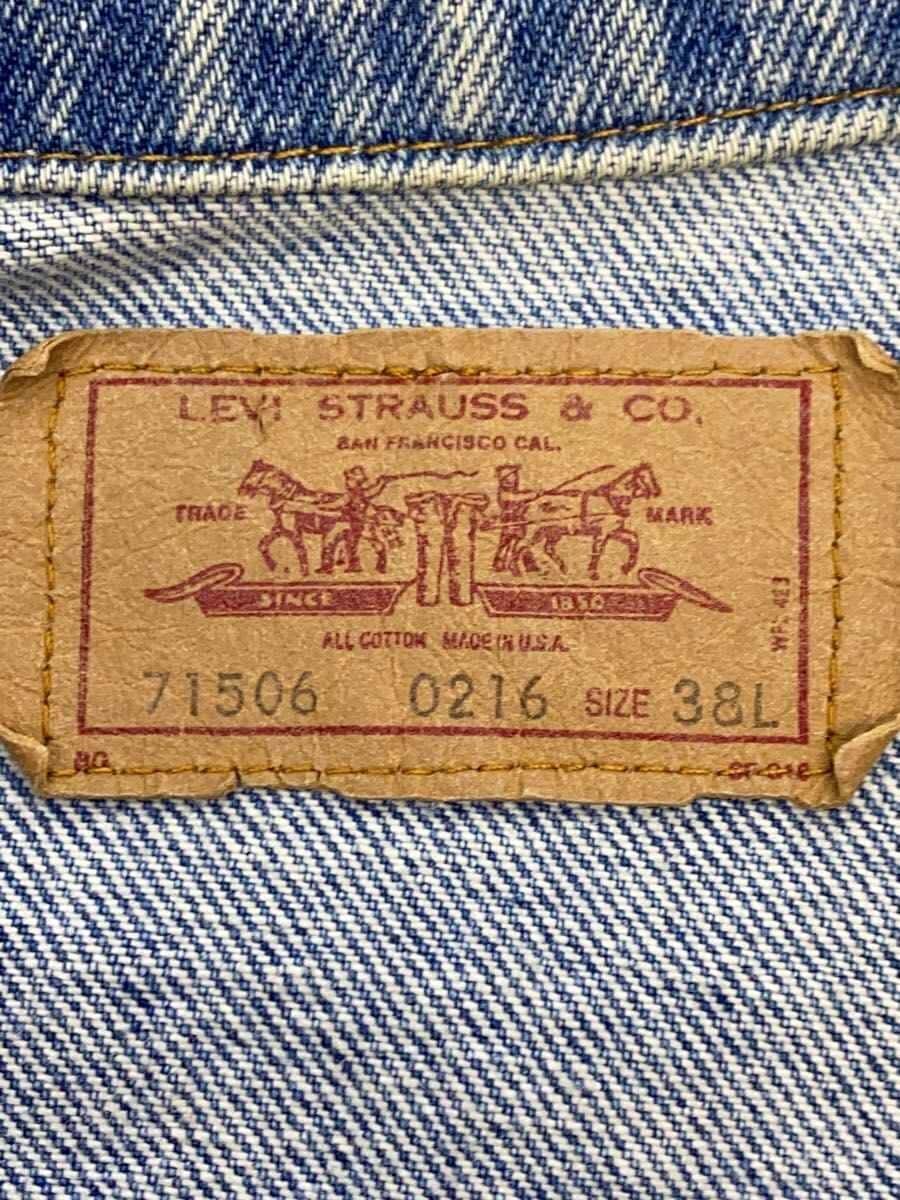 LEVI STRAUSS & CO.
SAN FRANCISCO CAL.
TRADE MARK
SINCE 1850
WPL 423
ALL COTTON MADE IN U.S.A.
71506 0216 SIZE 38L